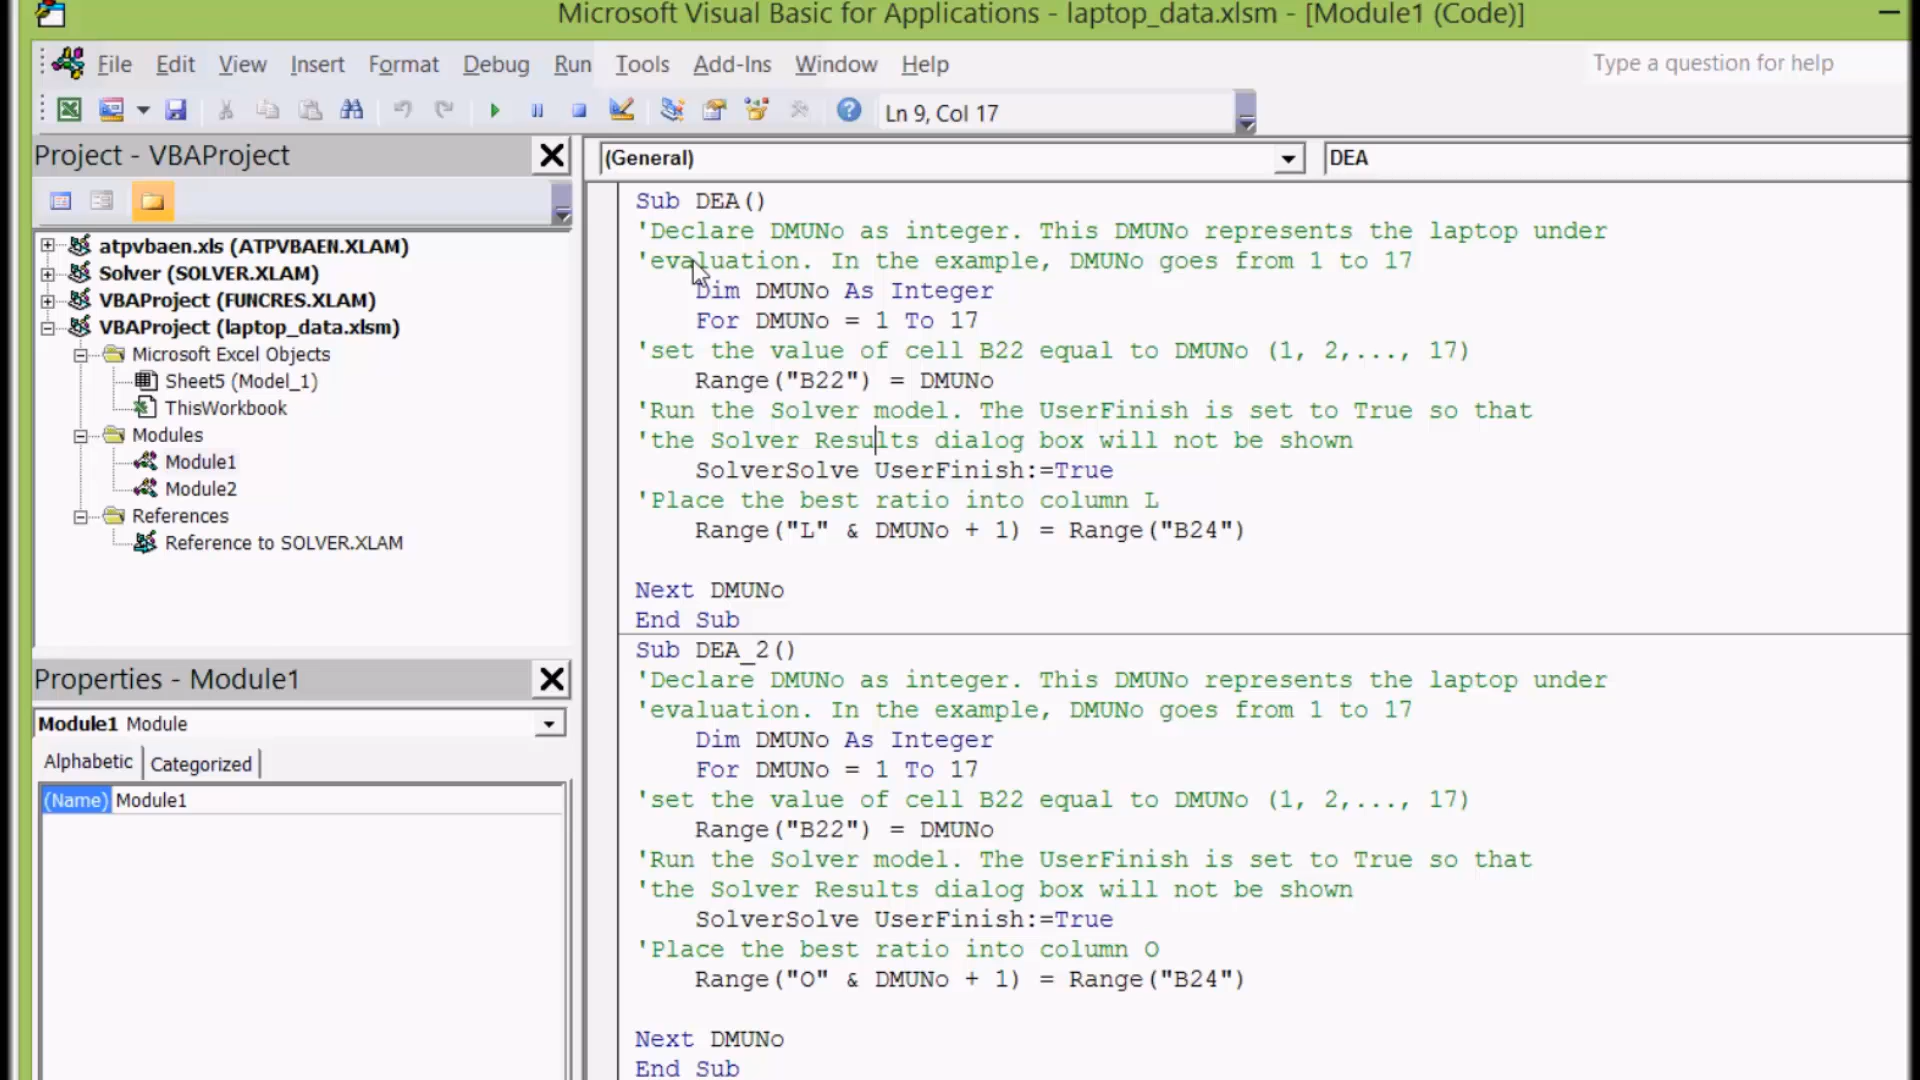 Microsoft Visual Basic for Applications - laptop_data.xlsm - [Module1 (Code)]
File Edit View Insert Format Debug Run Tools Add-Ins Window Help
Type a question for help
Ln 9, Col 17
Project - VBAProject
atpvbaen.xls (ATPVBAEN.XLAM)
Solver (SOLVER.XLAM)
VBAProject (FUNCRES.XLAM)
VBAProject (laptop_data.xlsm)
Microsoft Excel Objects
Sheet5 (Model_1)
ThisWorkbook
Modules
Module1
Module2
References
Reference to SOLVER.XLAM
Properties - Module1
Module1 Module
Alphabetic Categorized
(Name) Module1
(General)
DEA
Sub DEA()
'Declare DMUNo as integer. This DMUNo represents the laptop under
'evaluation. In the example, DMUNo goes from 1 to 17
Dim DMUNo As Integer
For DMUNo = 1 To 17
'set the value of cell B22 equal to DMUNo (1, 2,..., 17)
Range("B22") = DMUNo
'Run the Solver model. The UserFinish is set to True so that
'the Solver Results dialog box will not be shown
SolverSolve UserFinish:=True
'Place the best ratio into column L
Range("L" & DMUNo + 1) = Range("B24")
Next DMUNo
End Sub
Sub DEA_2()
'Declare DMUNo as integer. This DMUNo represents the laptop under
'evaluation. In the example, DMUNo goes from 1 to 17
Dim DMUNo As Integer
For DMUNo = 1 To 17
'set the value of cell B22 equal to DMUNo (1, 2,..., 17)
Range("B22") = DMUNo
'Run the Solver model. The UserFinish is set to True so that
'the Solver Results dialog box will not be shown
SolverSolve UserFinish:=True
'Place the best ratio into column O
Range("O" & DMUNo + 1) = Range("B24")
Next DMUNo
End Sub